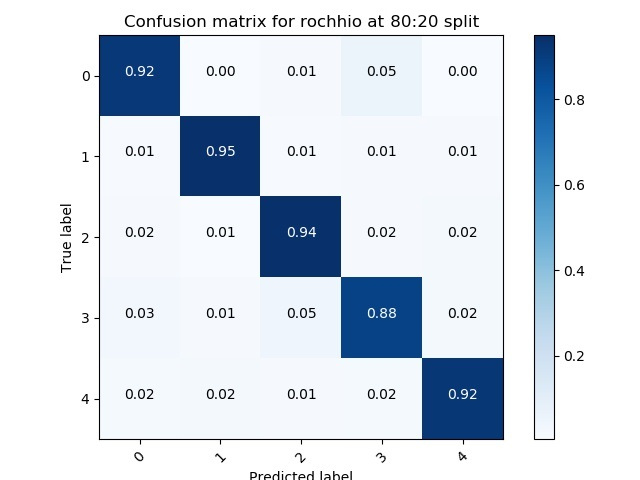 Confusion matrix for rochhio at 80:20 split
0 0.92 0.00 0.01 0.05 0.00
1 0.01 0.95 0.01 0.01 0.01
2 0.02 0.01 0.94 0.02 0.02
3 0.03 0.01 0.05 0.88 0.02
4 0.02 0.02 0.01 0.02 0.92
0 1 2 3 4
True label
Predicted label
0.8
0.6
0.4
0.2